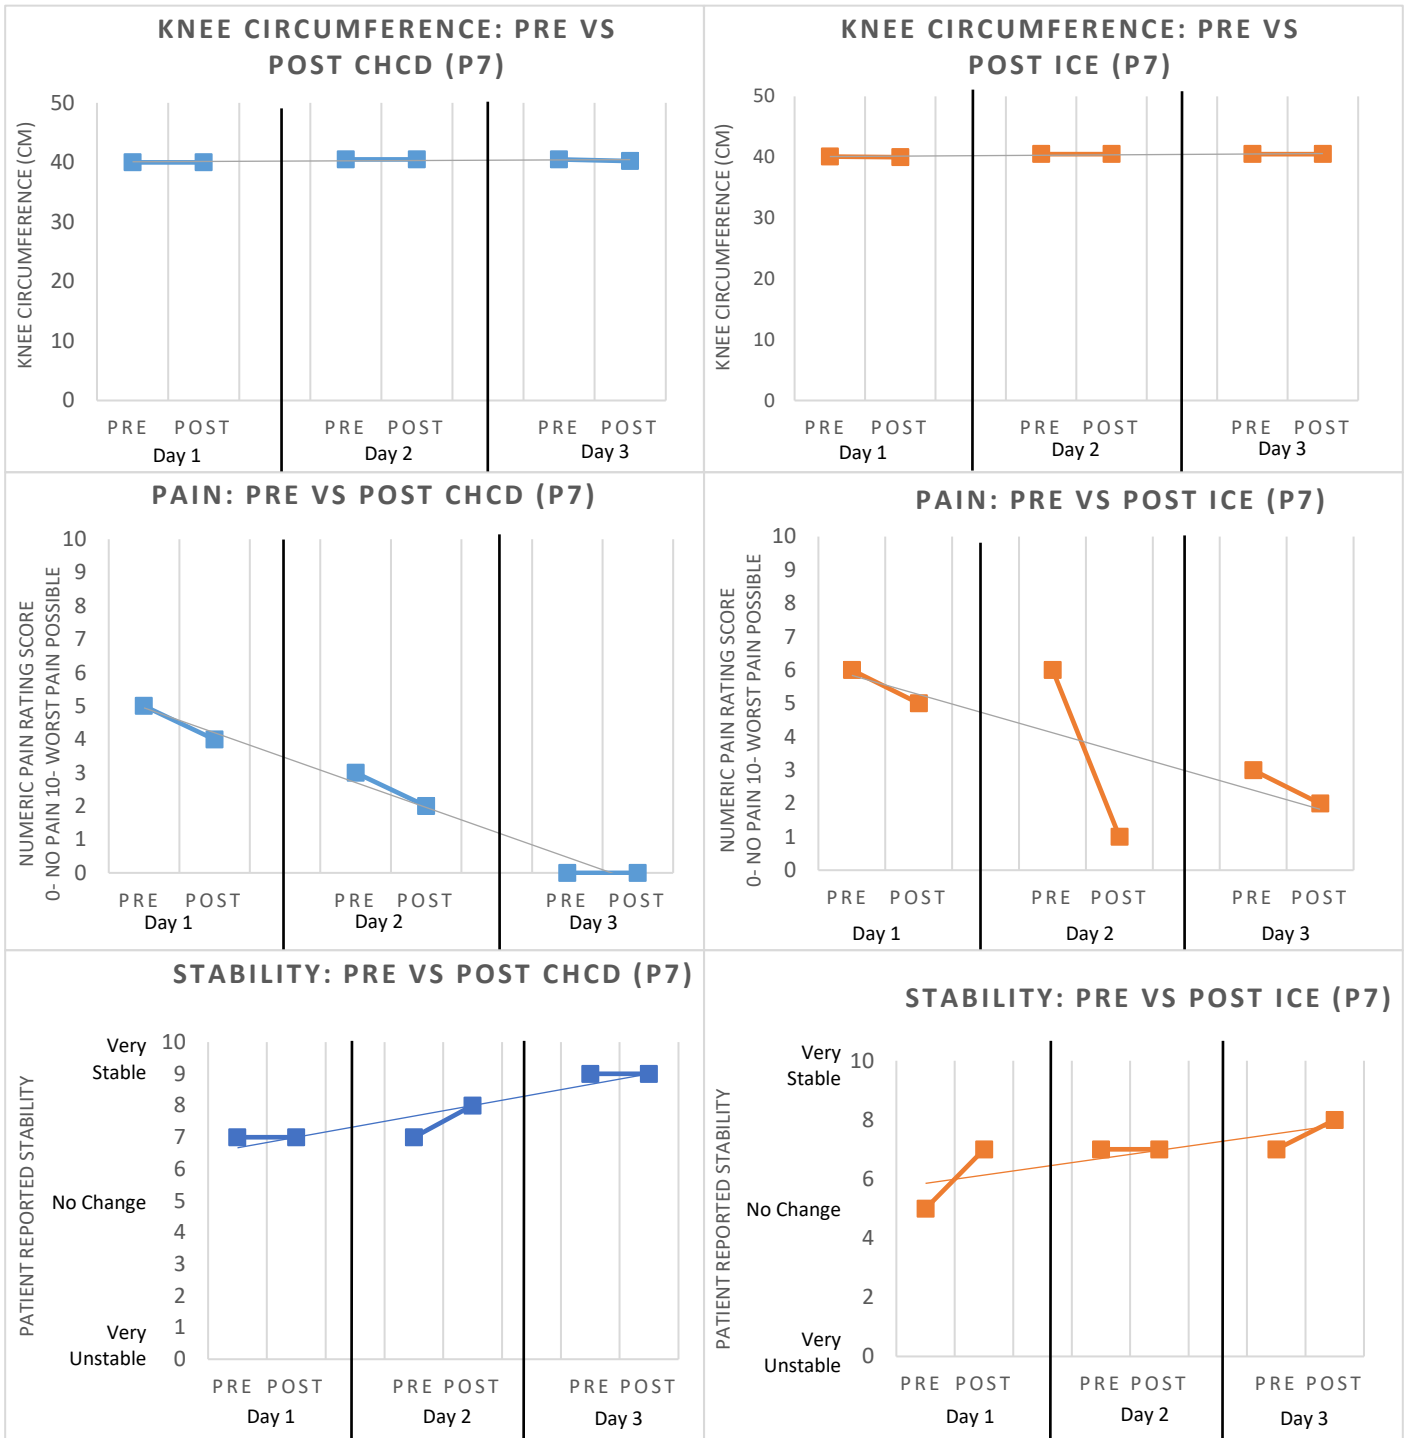 KNEE CIRCUMFERENCE: PRE VS
POST CHCD (P7)
KNEE CIRCUMFERENCE (CM)
50
40
30
20
10
0
PRE POST
PRE POST
PRE POST
Day 1
Day 2
Day 3
KNEE CIRCUMFERENCE: PRE VS
POST ICE (P7)
KNEE CIRCUMFERENCE (CM)
50
40
30
20
10
0
PRE POST
PRE POST
PRE POST
Day 1
Day 2
Day 3
PAIN: PRE VS POST CHCD (P7)
NUMERIC PAIN RATING SCORE
0- NO PAIN 10- WORST PAIN POSSIBLE
10
9
8
7
6
5
4
3
2
1
0
PRE POST
PRE POST
PRE POST
Day 1
Day 2
Day 3
PAIN: PRE VS POST ICE (P7)
NUMERIC PAIN RATING SCORE
0- NO PAIN 10- WORST PAIN POSSIBLE
10
9
8
7
6
5
4
3
2
1
0
PRE POST
PRE POST
PRE POST
Day 1
Day 2
Day 3
STABILITY: PRE VS POST CHCD (P7)
PATIENT REPORTED STABILITY
Very
Stable
No Change
Very
Unstable
10
9
8
7
6
5
4
3
2
1
0
PRE POST
PRE POST
PRE POST
Day 1
Day 2
Day 3
STABILITY: PRE VS POST ICE (P7)
PATIENT REPORTED STABILITY
Very
Stable
No Change
Very
Unstable
10
8
6
4
2
0
PRE POST
PRE POST
PRE POST
Day 1
Day 2
Day 3